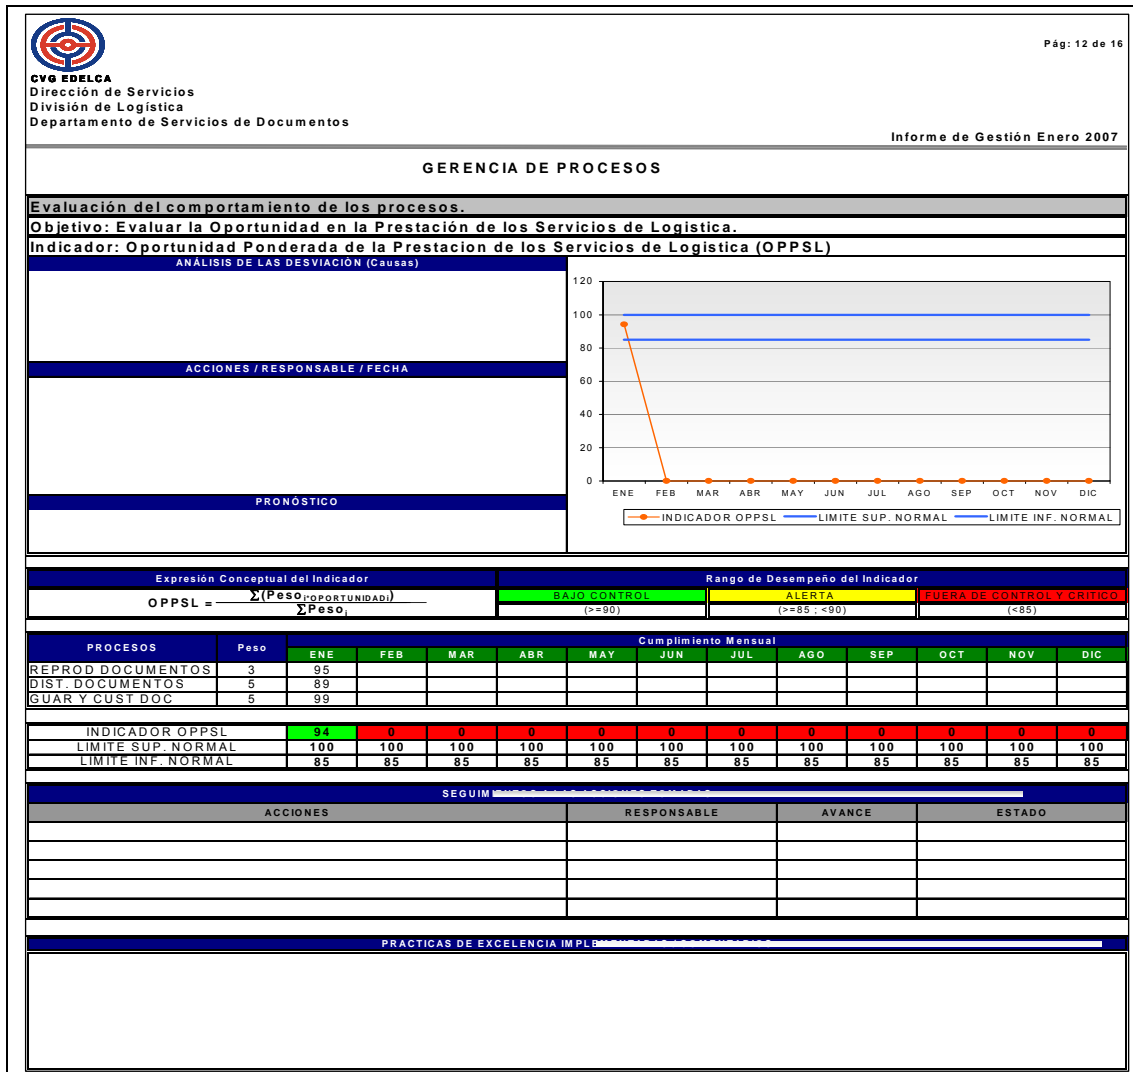 Pág: 12 de 16
CVG EDELCA
Dirección de Servicios
División de Logística
Departamento de Servicios de Documentos
Informe de Gestión Enero 2007
GERENCIA DE PROCESOS
Evaluación del comportamiento de los procesos.
Objetivo: Evaluar la Oportunidad en la Prestación de los Servicios de Logistica.
Indicador: Oportunidad Ponderada de la Prestacion de los Servicios de Logistica (OPPSL)
ANÁLISIS DE LAS DESVIACIÓN (Causas)
ACCIONES / RESPONSABLE / FECHA
PRONÓSTICO
120
100
80
60
40
20
0
ENE FEB MAR ABR MAY JUN JUL AGO SEP OCT NOV DIC
INDICADOR OPPSL LIMITE SUP. NORMAL LIMITE INF. NORMAL
Expresión Conceptual del Indicador Rango de Desempeño del Indicador
OPPSL = Σ(Peso i*OPORTUNIDADi)
ΣPeso i
BAJO CONTROL ALERTA FUERA DE CONTROL Y CRITICO
(>=90) (>=85 ; <90) (<85)
PROCESOS Peso Cumplimiento Mensual
ENE FEB MAR ABR MAY JUN JUL AGO SEP OCT NOV DIC
REPROD DOCUMENTOS 3 95
DIST. DOCUMENTOS 5 89
GUAR Y CUST DOC 5 99
INDICADOR OPPSL 94 0 0 0 0 0 0 0 0 0 0 0
LIMITE SUP. NORMAL 100 100 100 100 100 100 100 100 100 100 100 100
LIMITE INF. NORMAL 85 85 85 85 85 85 85 85 85 85 85 85
ACCIONES RESPONSABLE AVANCE ESTADO
PRACTICAS DE EXCELENCIA